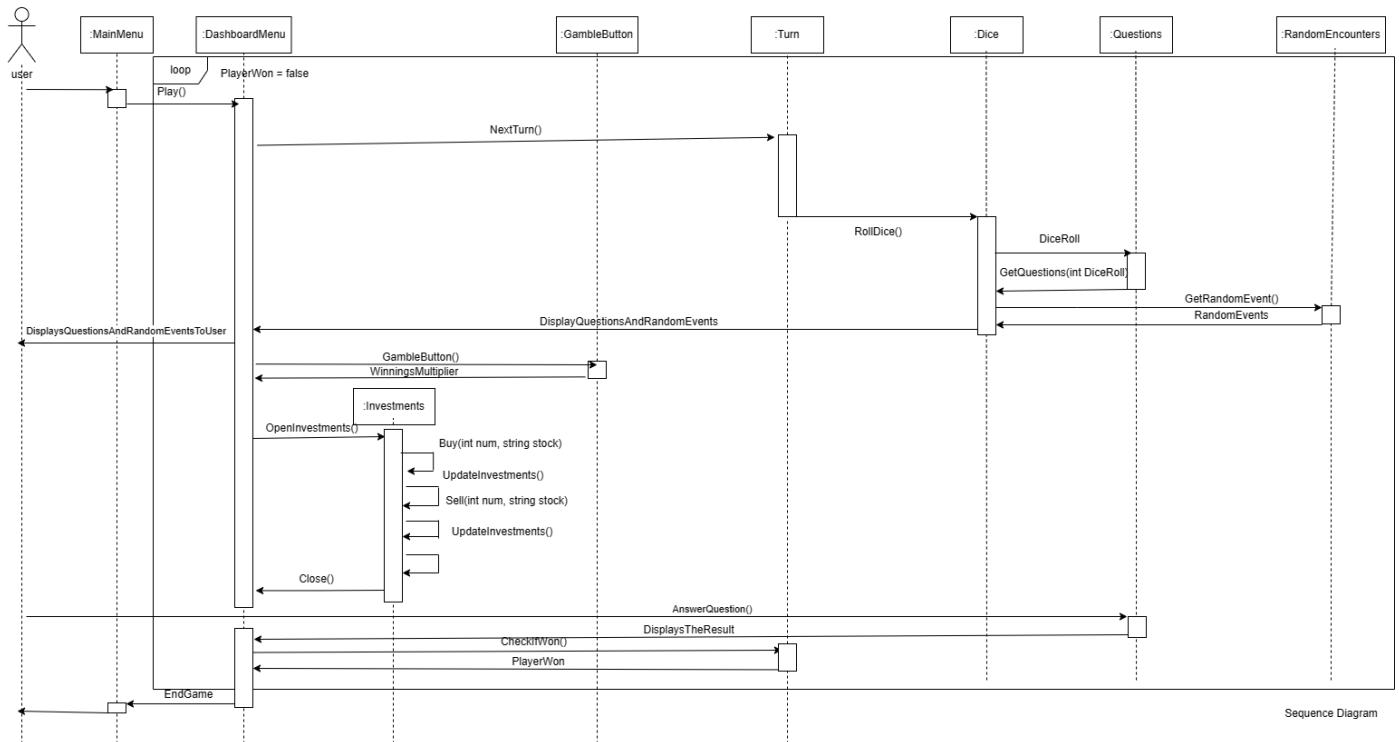 :MainMenu
:DashboardMenu
:GambleButton
:Turn
:Dice
:Questions
:RandomEncounters
user
loop
PlayerWon = false
Play()
NextTurn()
RollDice()
DiceRoll
GetQuestions(int DiceRoll)
GetRandomEvent()
RandomEvents
DisplayQuestionsAndRandomEvents
DisplaysQuestionsAndRandomEventsToUser
GambleButton()
WinningsMultiplier
:Investments
OpenInvestments()
Buy(int num, string stock)
UpdateInvestments()
Sell(int num, string stock)
UpdateInvestments()
Close()
AnswerQuestion()
DisplaysTheResult
CheckIfWon()
PlayerWon
EndGame
Sequence Diagram